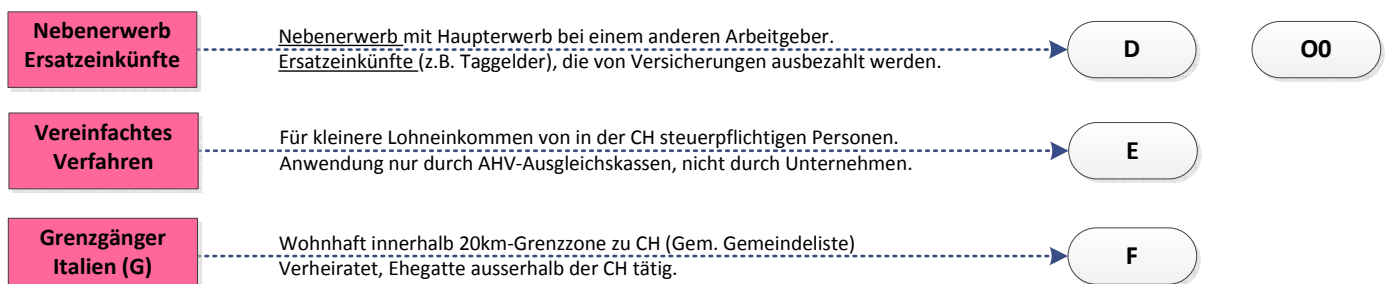 Nebenerwerb
Ersatzeinkünfte
Nebenerwerb mit Haupterwerb bei einem anderen Arbeitgeber.
Ersatzeinkünfte (z.B. Taggelder), die von Versicherungen ausbezahlt werden.
D
O0
Vereinfachtes
Verfahren
Für kleinere Lohneinkommen von in der CH steuerpflichtigen Personen.
Anwendung nur durch AHV-Ausgleichskassen, nicht durch Unternehmen.
E
Grenzgänger
Italien (G)
Wohnhaft innerhalb 20km-Grenzzone zu CH (Gem. Gemeindeliste)
Verheiratet, Ehegatte ausserhalb der CH tätig.
F